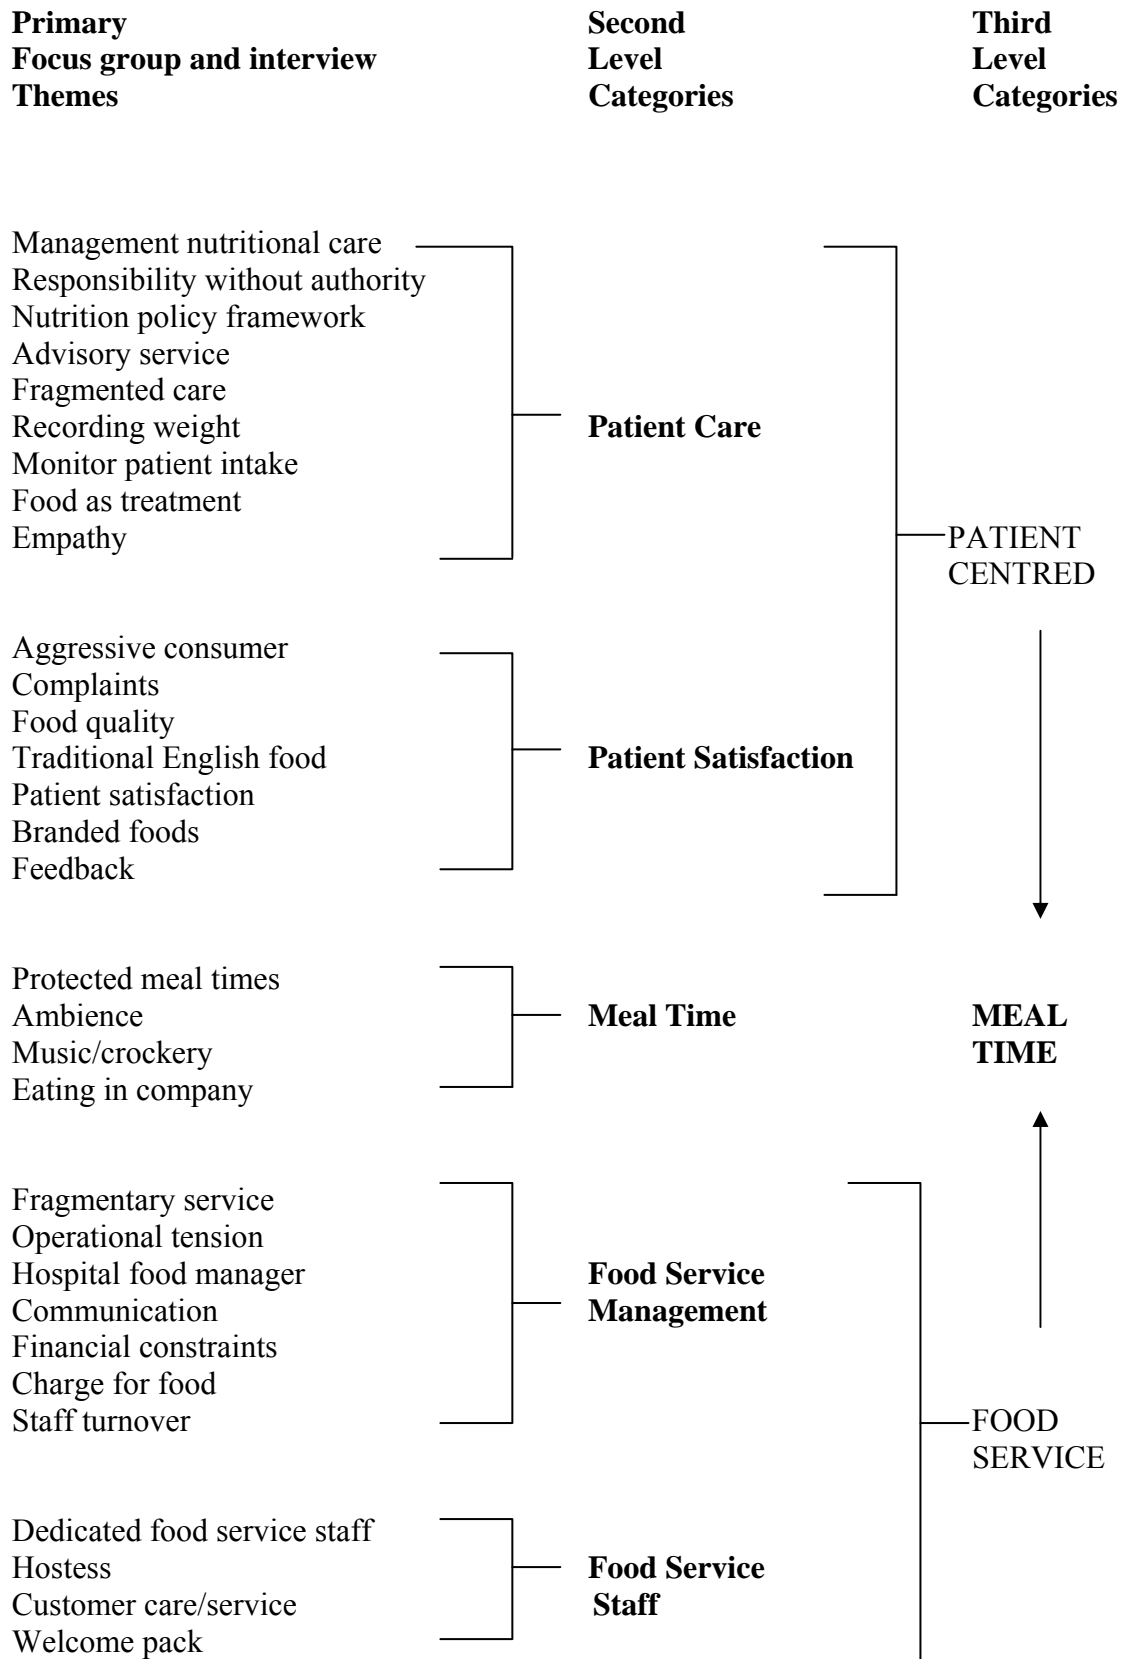 Primary
Focus group and interview
Themes
Second
Level
Categories
Third
Level
Categories
Management nutritional care
Responsibility without authority
Nutrition policy framework
Advisory service
Fragmented care
Recording weight
Monitor patient intake
Food as treatment
Empathy
Patient Care
PATIENT
CENTRED
Aggressive consumer
Complaints
Food quality
Traditional English food
Patient satisfaction
Branded foods
Feedback
Patient Satisfaction
Protected meal times
Ambience
Music/crockery
Eating in company
Meal Time
MEAL
TIME
Fragmentary service
Operational tension
Hospital food manager
Communication
Financial constraints
Charge for food
Staff turnover
Food Service
Management
FOOD
SERVICE
Dedicated food service staff
Hostess
Customer care/service
Welcome pack
Food Service
Staff